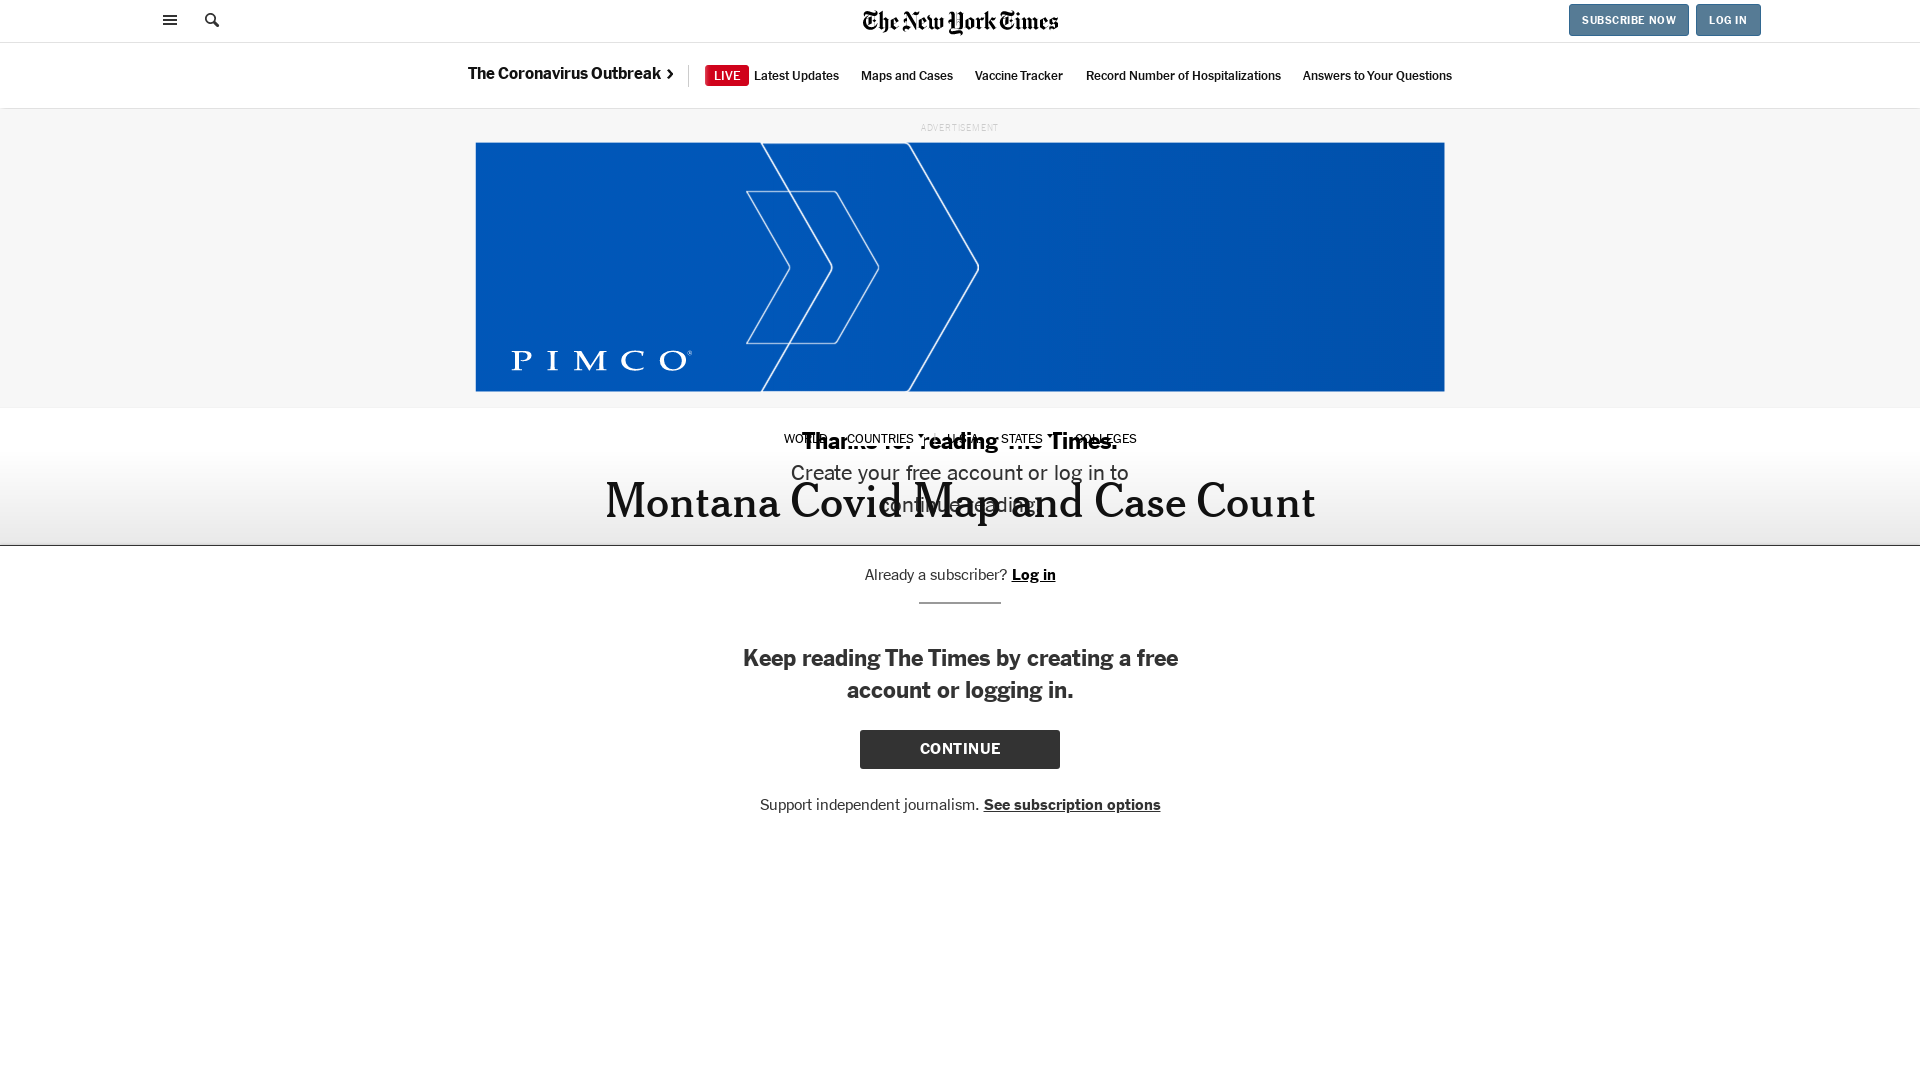 The New York Times
SUBSCRIBE NOW
LOG IN
The Coronavirus Outbreak
LIVE Latest Updates
Maps and Cases
Vaccine Tracker
Record Number of Hospitalizations
Answers to Your Questions
ADVERTISEMENT
PIMCO®
WORLD COUNTRIES U.S.A. STATES COLLEGES
Thanks for reading The Times.
Create your free account or log in to
continue reading.
Montana Covid Map and Case Count
Already a subscriber? Log in
Keep reading The Times by creating a free
account or logging in.
CONTINUE
Support independent journalism. See subscription options